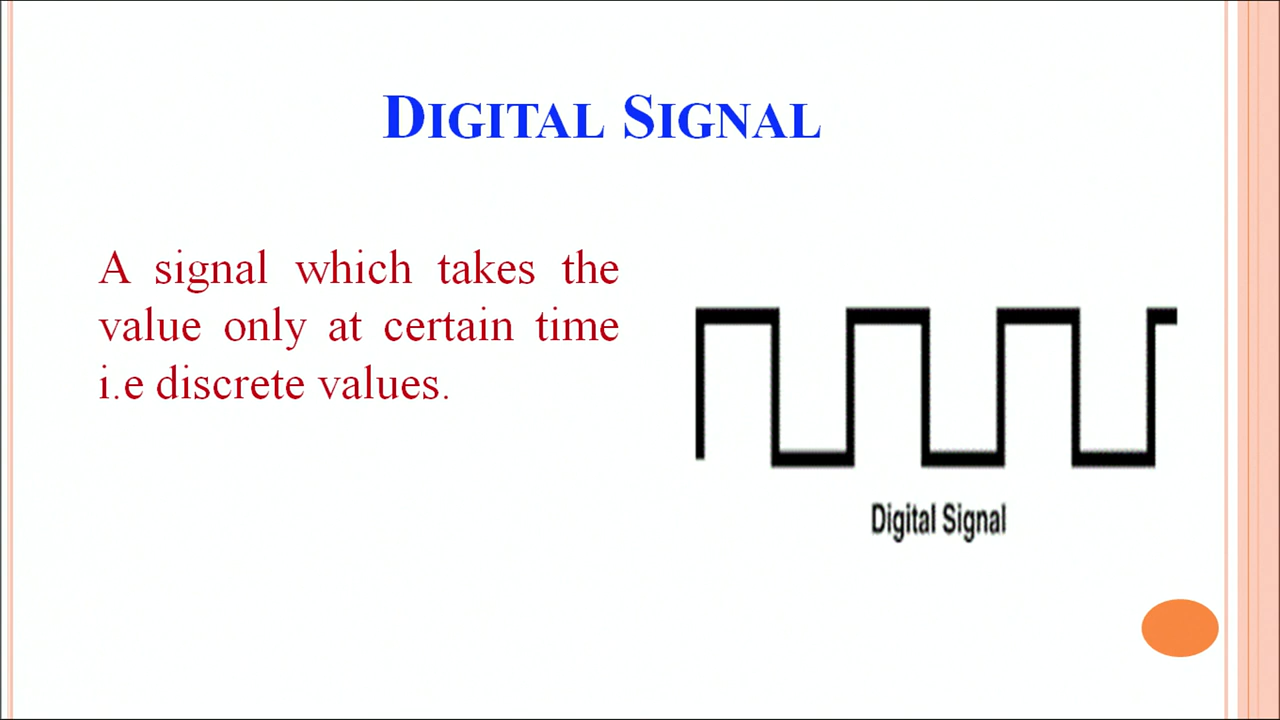 DIGITAL SIGNAL
A signal which takes the
value only at certain time
i.e discrete values.
Digital Signal